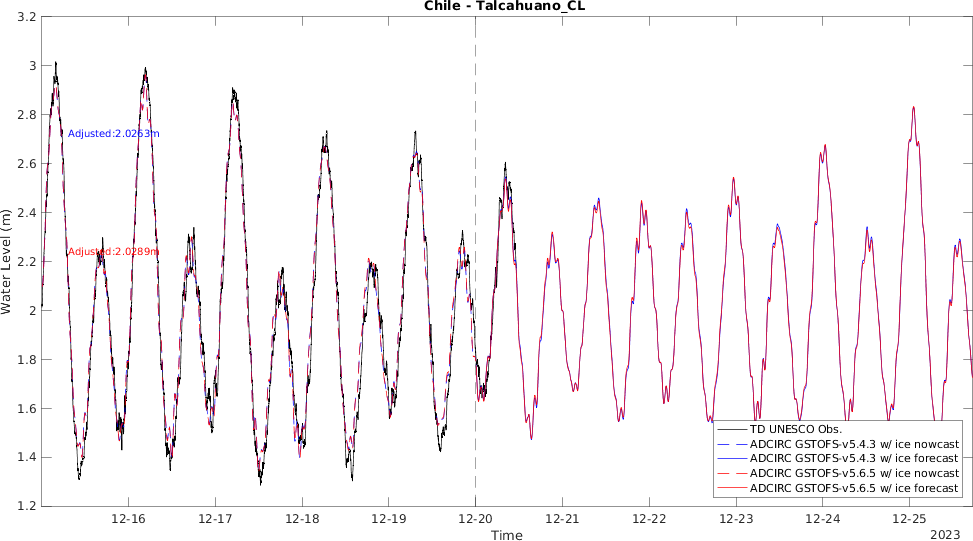 Chile - Talcahuano_CL
3.2
3
2.8
2.6
2.4
2.2
2
1.8
1.6
1.4
1.2
Water Level (m)
Adjusted:2.0263m
Adjusted:2.0289m
TD UNESCO Obs.
ADCIRC GSTOFS-v5.4.3 w/ ice nowcast
ADCIRC GSTOFS-v5.4.3 w/ ice forecast
ADCIRC GSTOFS-v5.6.5 w/ ice nowcast
ADCIRC GSTOFS-v5.6.5 w/ ice forecast
12-16 12-17 12-18 12-19 12-20 12-21 12-22 12-23 12-24 12-25
Time
2023